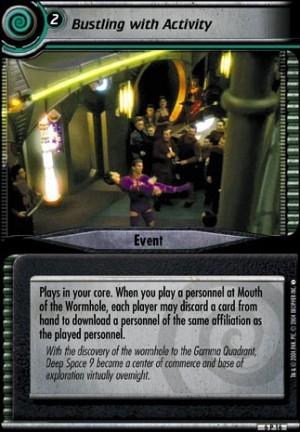 2
Bustling with Activity
Event
Plays in your core. When you play a personnel at Mouth
of the Wormhole, each player may discard a card from
hand to download a personnel of the same affiliation as
the played personnel.
With the discovery of the wormhole to the Gamma Quadrant,
Deep Space 9 became a center of commerce and base of
exploration virtually overnight.